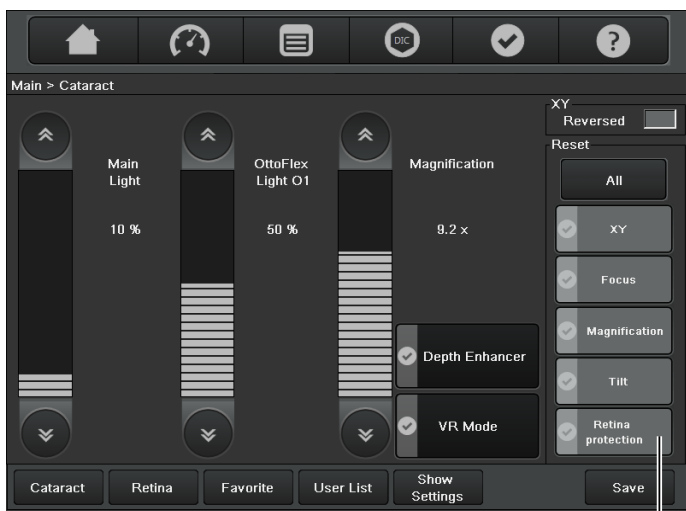 DIC
?
Main > Cataract
XY
Reversed
Reset
Main
Light
OttoFlex
Light O1
Magnification
All
10 %
50 %
9.2 x
XY
Focus
Magnification
Depth Enhancer
Tilt
VR Mode
Retina
protection
Cataract
Retina
Favorite
User List
Show
Settings
Save